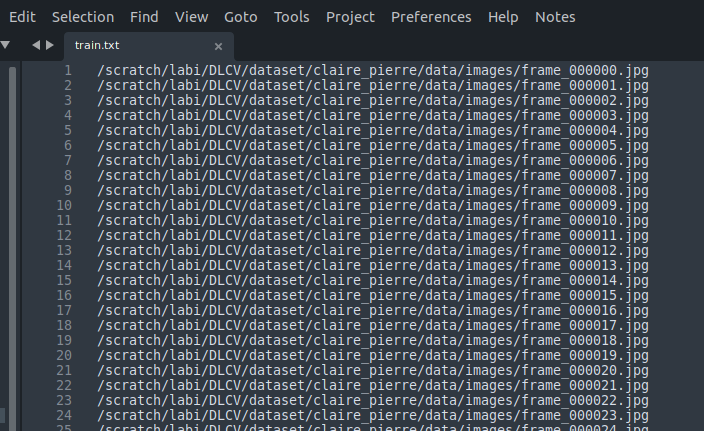 Edit Selection Find View Goto Tools Project Preferences Help Notes
train.txt ×
1 /scratch/labi/DLCV/dataset/claire_pierre/data/images/frame_000000.jpg
2 /scratch/labi/DLCV/dataset/claire_pierre/data/images/frame_000001.jpg
3 /scratch/labi/DLCV/dataset/claire_pierre/data/images/frame_000002.jpg
4 /scratch/labi/DLCV/dataset/claire_pierre/data/images/frame_000003.jpg
5 /scratch/labi/DLCV/dataset/claire_pierre/data/images/frame_000004.jpg
6 /scratch/labi/DLCV/dataset/claire_pierre/data/images/frame_000005.jpg
7 /scratch/labi/DLCV/dataset/claire_pierre/data/images/frame_000006.jpg
8 /scratch/labi/DLCV/dataset/claire_pierre/data/images/frame_000007.jpg
9 /scratch/labi/DLCV/dataset/claire_pierre/data/images/frame_000008.jpg
10 /scratch/labi/DLCV/dataset/claire_pierre/data/images/frame_000009.jpg
11 /scratch/labi/DLCV/dataset/claire_pierre/data/images/frame_000010.jpg
12 /scratch/labi/DLCV/dataset/claire_pierre/data/images/frame_000011.jpg
13 /scratch/labi/DLCV/dataset/claire_pierre/data/images/frame_000012.jpg
14 /scratch/labi/DLCV/dataset/claire_pierre/data/images/frame_000013.jpg
15 /scratch/labi/DLCV/dataset/claire_pierre/data/images/frame_000014.jpg
16 /scratch/labi/DLCV/dataset/claire_pierre/data/images/frame_000015.jpg
17 /scratch/labi/DLCV/dataset/claire_pierre/data/images/frame_000016.jpg
18 /scratch/labi/DLCV/dataset/claire_pierre/data/images/frame_000017.jpg
19 /scratch/labi/DLCV/dataset/claire_pierre/data/images/frame_000018.jpg
20 /scratch/labi/DLCV/dataset/claire_pierre/data/images/frame_000019.jpg
21 /scratch/labi/DLCV/dataset/claire_pierre/data/images/frame_000020.jpg
22 /scratch/labi/DLCV/dataset/claire_pierre/data/images/frame_000021.jpg
23 /scratch/labi/DLCV/dataset/claire_pierre/data/images/frame_000022.jpg
24 /scratch/labi/DLCV/dataset/claire_pierre/data/images/frame_000023.jpg
25 /scratch/labi/DLCV/dataset/claire_pierre/data/images/frame_000024.jpg